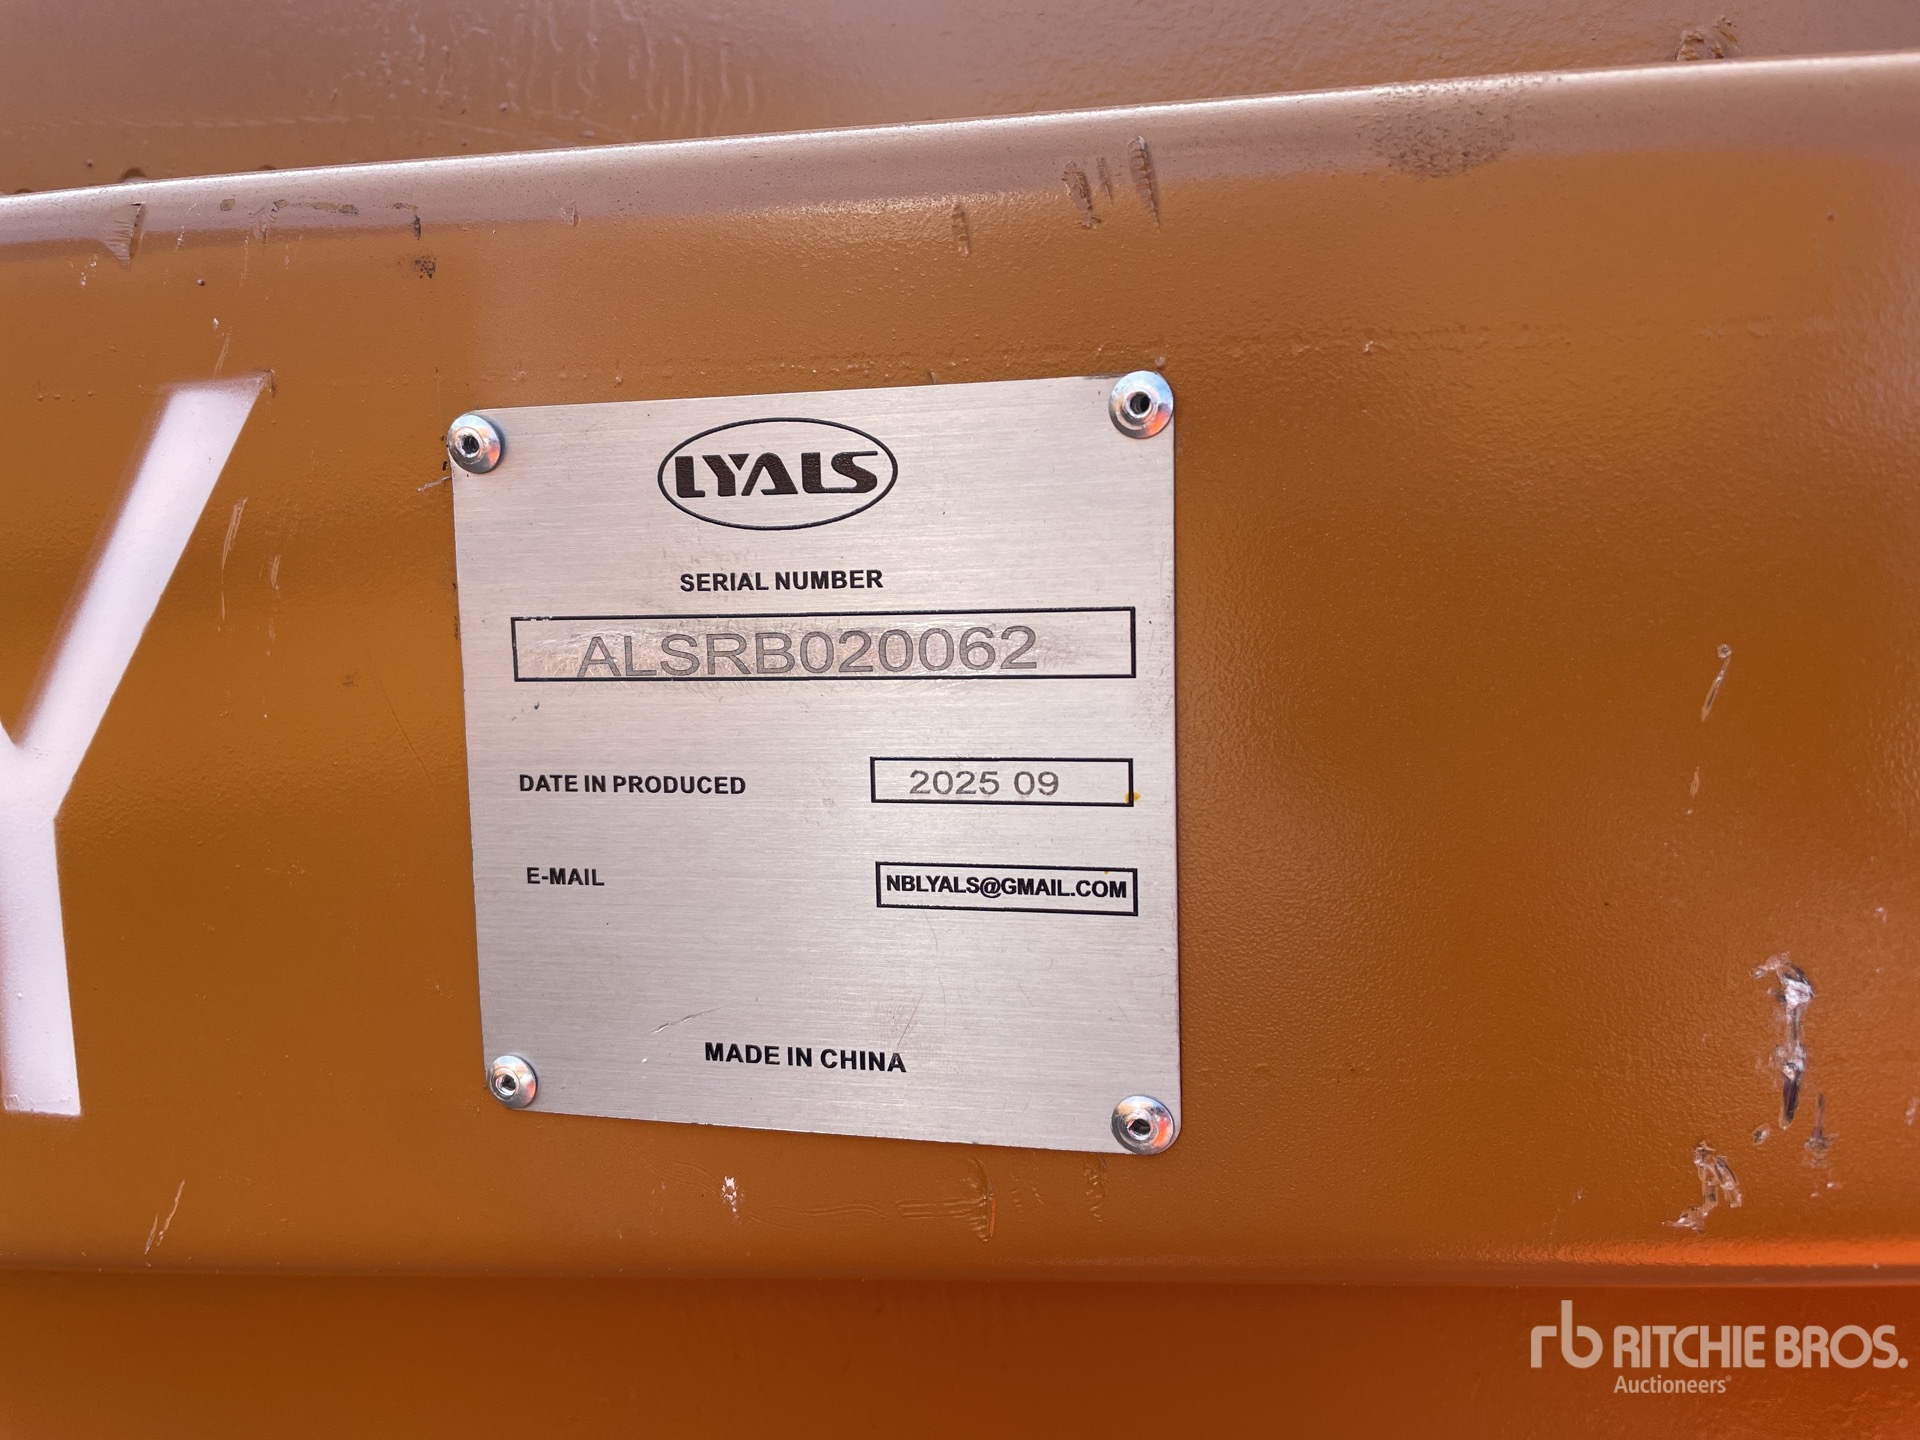 LYALS
SERIAL NUMBER
ALSRB020062
DATE IN PRODUCED
2025 09
E-MAIL
NBLYALS@GMAIL.COM
MADE IN CHINA
Y
rb RITCHIE BROS.
Auctioneers